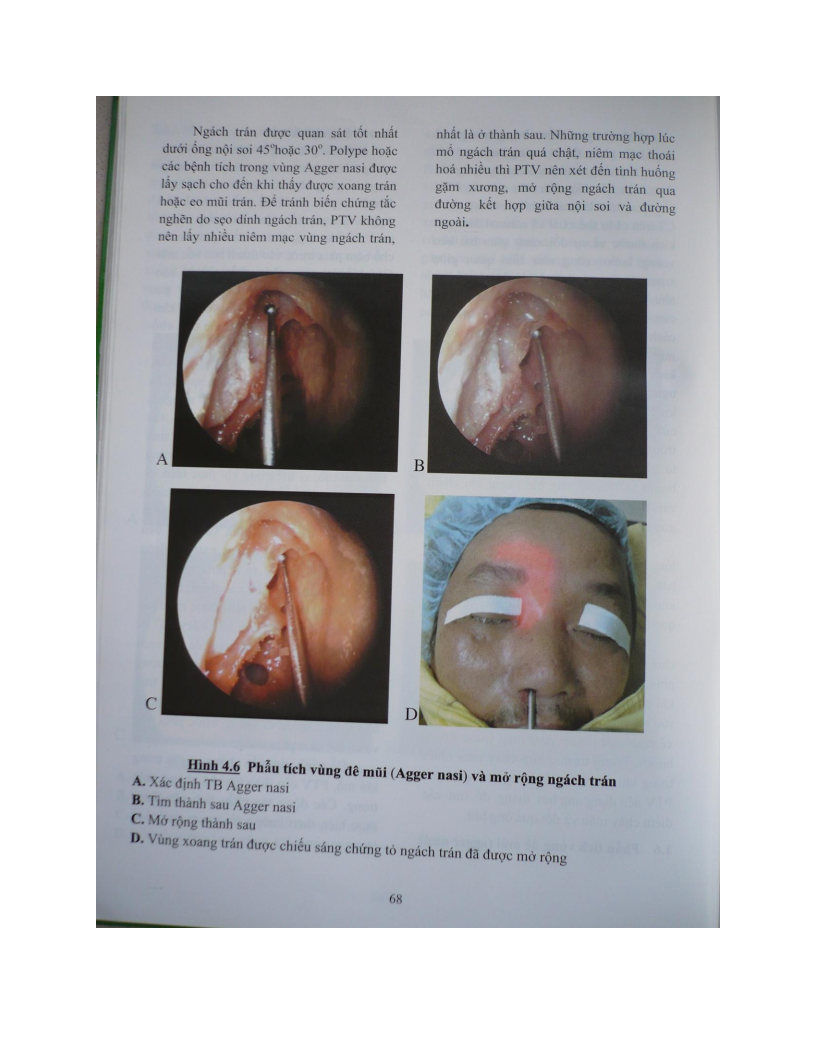 Ngách trán được quan sát tốt nhất
dưới ống nội soi 45°hoặc 30°. Polype hoặc
các bệnh tích trong vùng Agger nasi được
lấy sạch cho đến khi thấy được xoang trán
hoặc eo mũi trán. Để tránh biến chứng tắc
nghẽn do sẹo dính ngách trán, PTV không
nên lấy nhiều niêm mạc vùng ngách trán,
nhất là ở thành sau. Những trường hợp lúc
mổ ngách trán quá chật, niêm mạc thoái
hoá nhiều thì PTV nên xét đến tình huống
gặm xương, mở rộng ngách trán qua
đường kết hợp giữa nội soi và đường
ngoài.
A
B
C
D
Hình 4.6 Phẫu tích vùng đê mũi (Agger nasi) và mở rộng ngách trán
A. Xác định TB Agger nasi
B. Tìm thành sau Agger nasi
C. Mở rộng thành sau
D. Vùng xoang trán được chiếu sáng chứng tỏ ngách trán đã được mở rộng
68